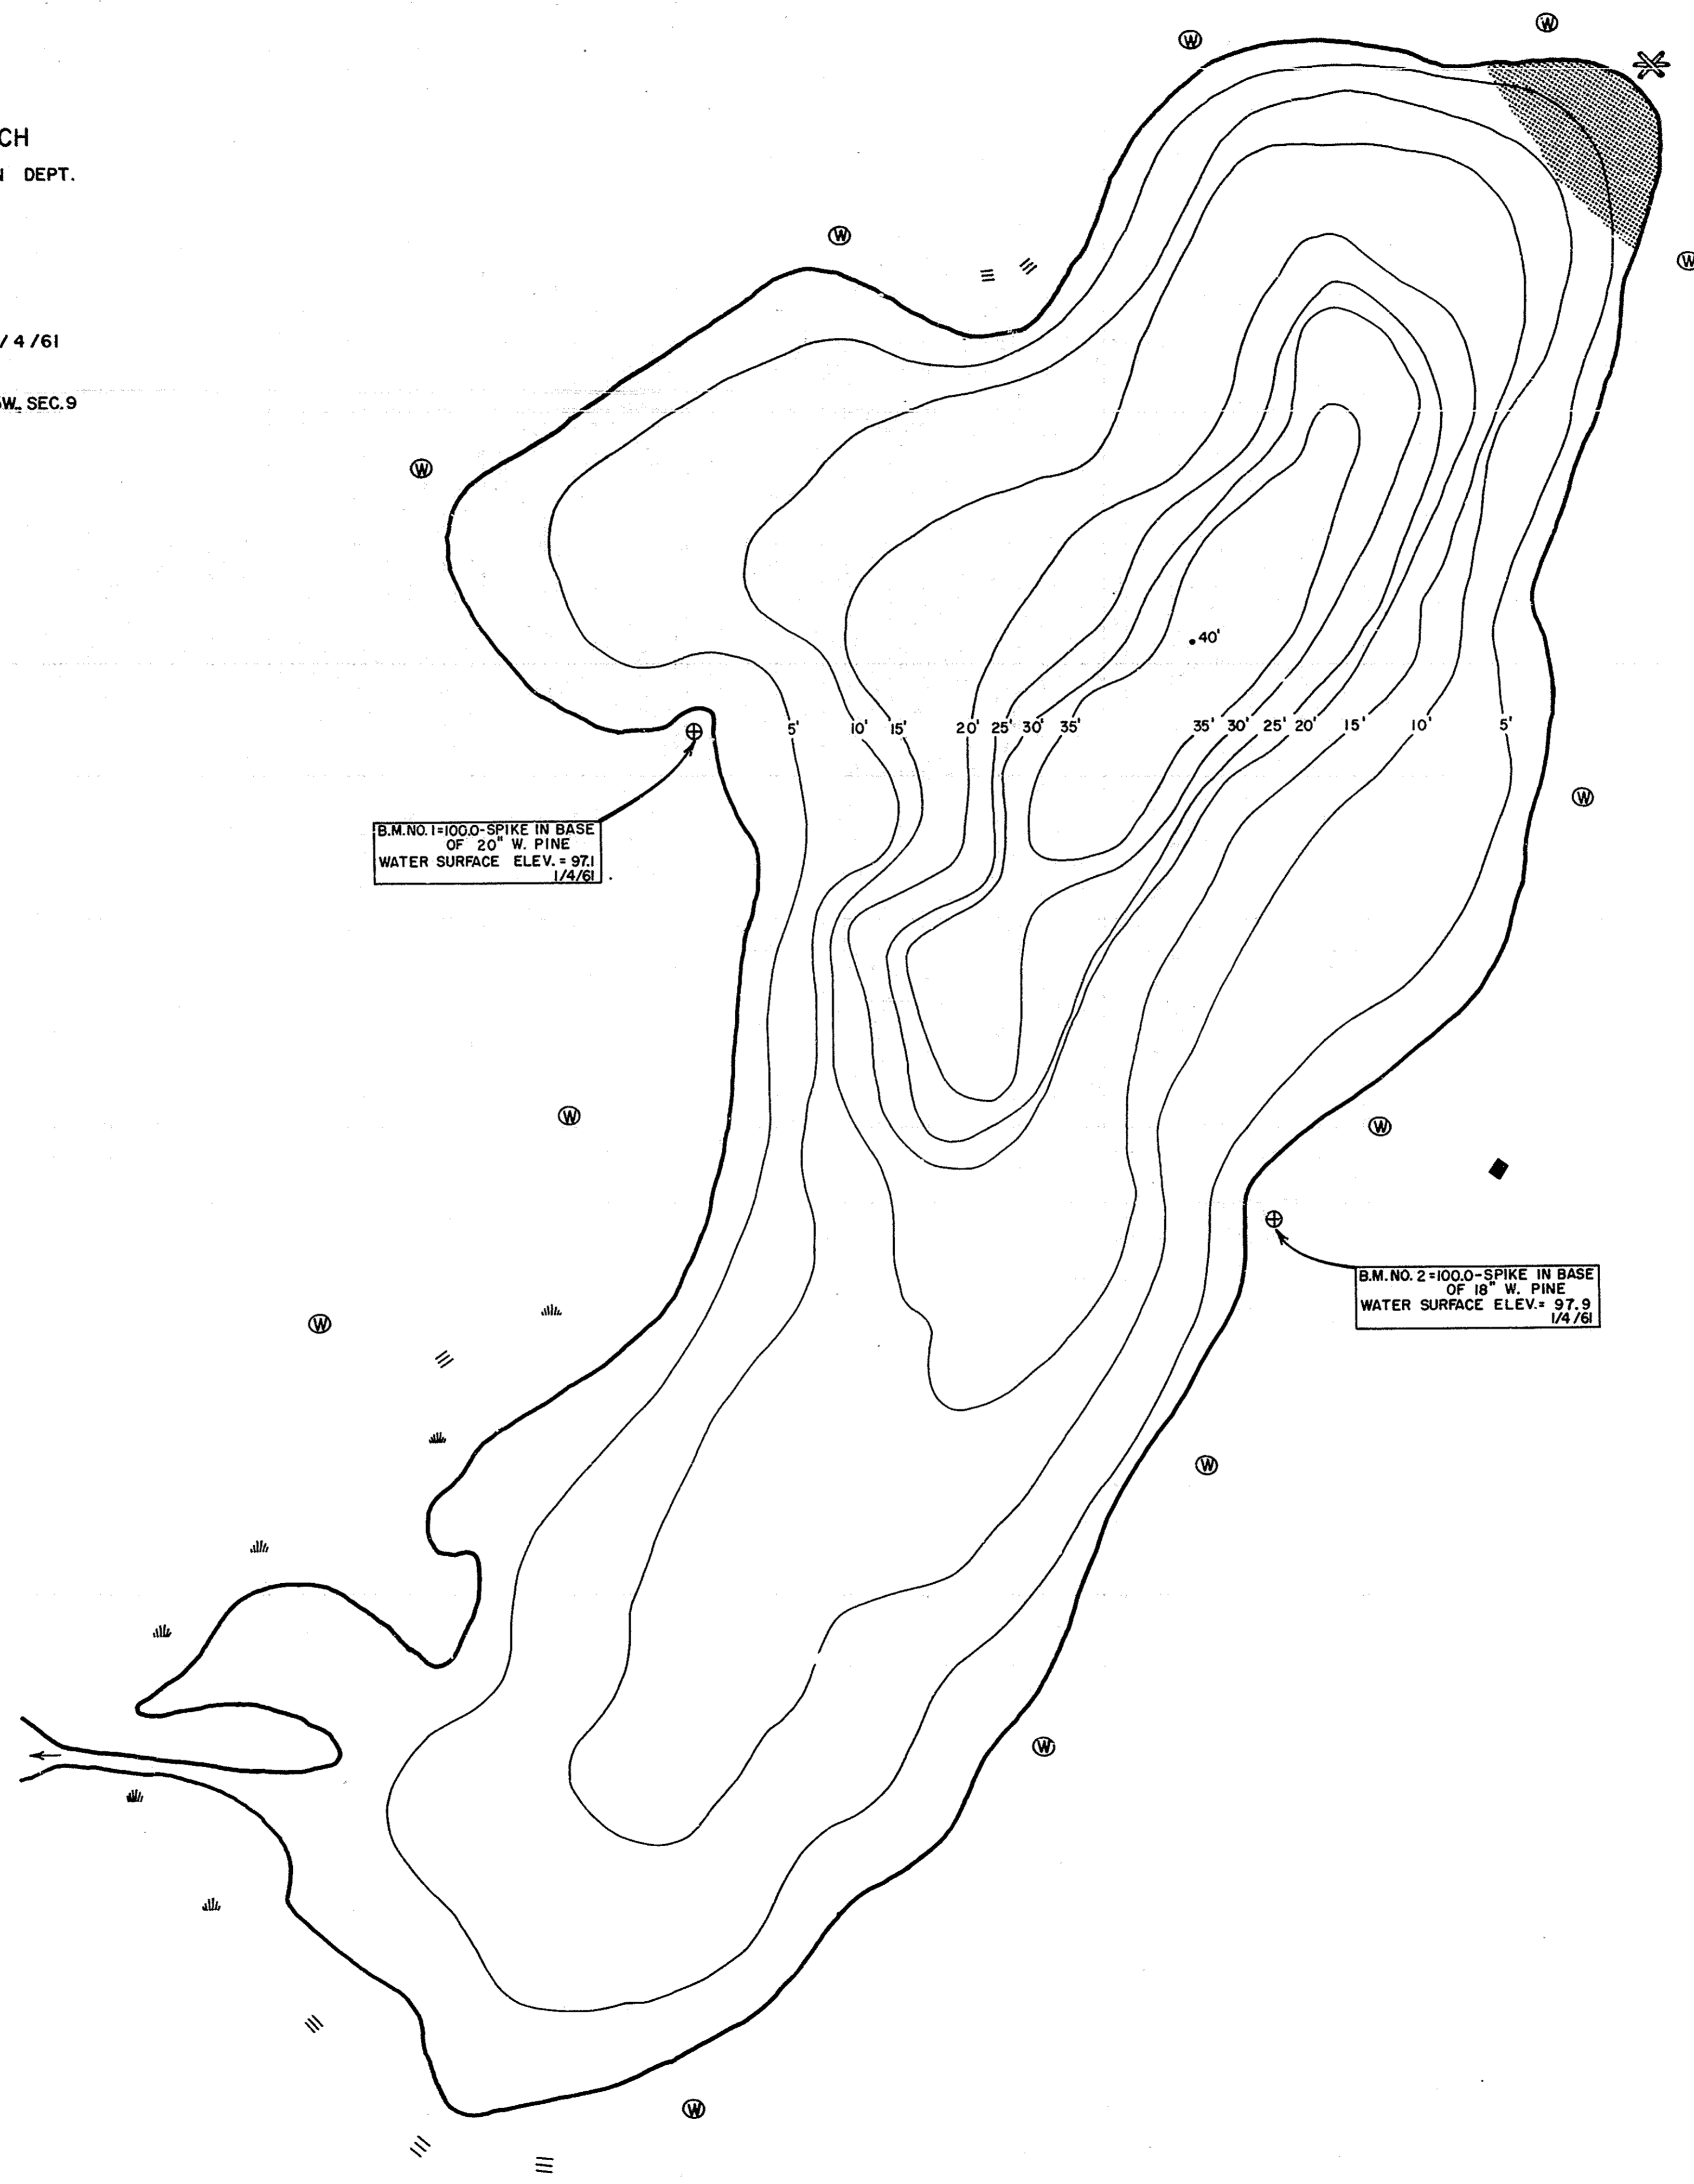 CH
DEPT.
/ 4 /61
W. SEC. 9
W
W
W
W
W
40'
5' 10' 15' 20' 25' 30' 35' 35' 30' 25' 20' 15' 10' 5'
W
B.M. NO. 1=100.0-SPIKE IN BASE
OF 20" W. PINE
WATER SURFACE ELEV. = 97.1
1/4/61
W
W
B.M. NO. 2=100.0-SPIKE IN BASE
OF 18" W. PINE
WATER SURFACE ELEV.= 97.9
1/4/61
W
W
W
W